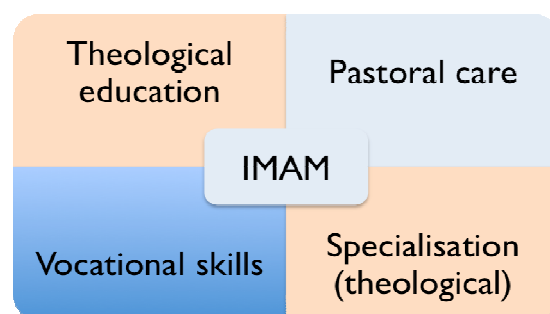 Theological
education
Pastoral care
IMAM
Vocational skills
Specialisation
(theological)